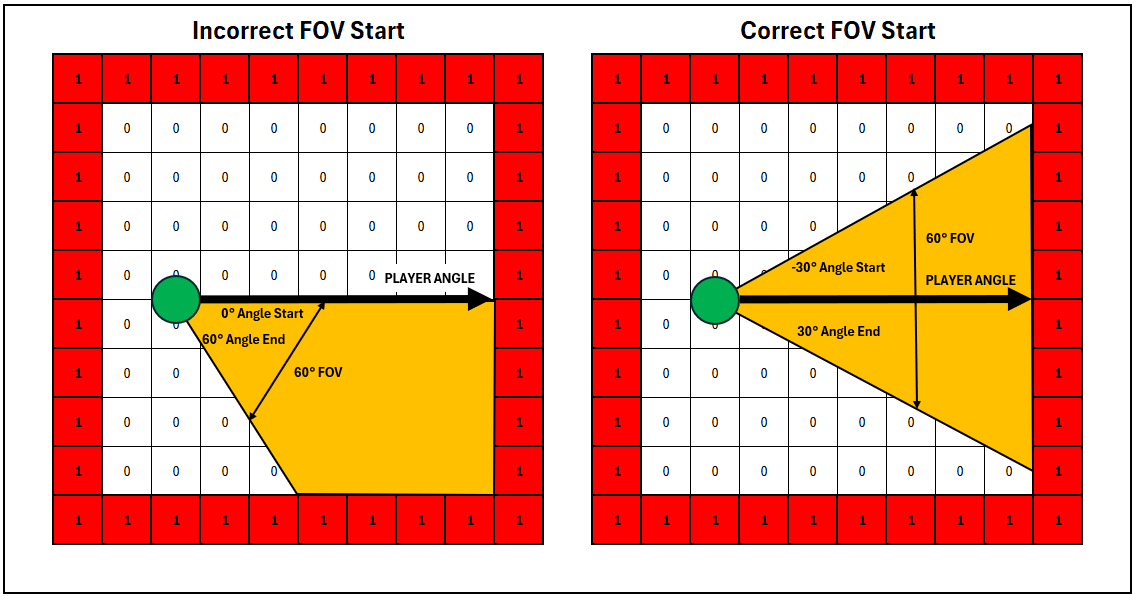 Incorrect FOV Start
1 1 1 1 1 1 1 1 1 1
1 0 0 0 0 0 0 0 0 1
1 0 0 0 0 0 0 0 0 1
1 0 0 0 0 0 0 0 0 1
1 0 0 0 0 0 0 PLAYER ANGLE 1
1 0 0 0° Angle Start 1
60° Angle End
1 0 0 60° FOV 1
1 0 0 0 1
1 0 0 0 0 1
1 1 1 1 1 1 1 1 1 1
Correct FOV Start
1 1 1 1 1 1 1 1 1 1
1 0 0 0 0 0 0 0 0 1
1 0 0 0 0 0 0 1
1 0 0 0 0 1
60° FOV
1 0 0 0 -30° Angle Start PLAYER ANGLE 1
1 0 0 30° Angle End 1
1 0 0 0 0 1
1 0 0 0 0 0 0 1
1 0 0 0 0 0 0 0 0 1
1 1 1 1 1 1 1 1 1 1